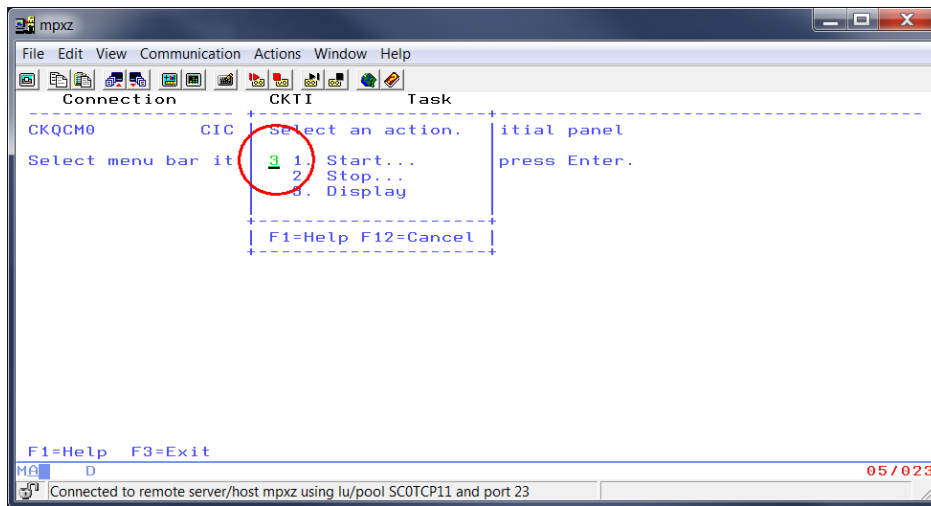 mpxz
File Edit View Communication Actions Window Help
Connection CKTI Task
CKQCM0 CIC Select an action. itial panel
Select menu bar it 3 1. Start... press Enter.
2. Stop...
3. Display
F1=Help F12=Cancel
F1=Help F3=Exit
MA D 05/023
Connected to remote server/host mpxz using lu/pool SC0TCP11 and port 23